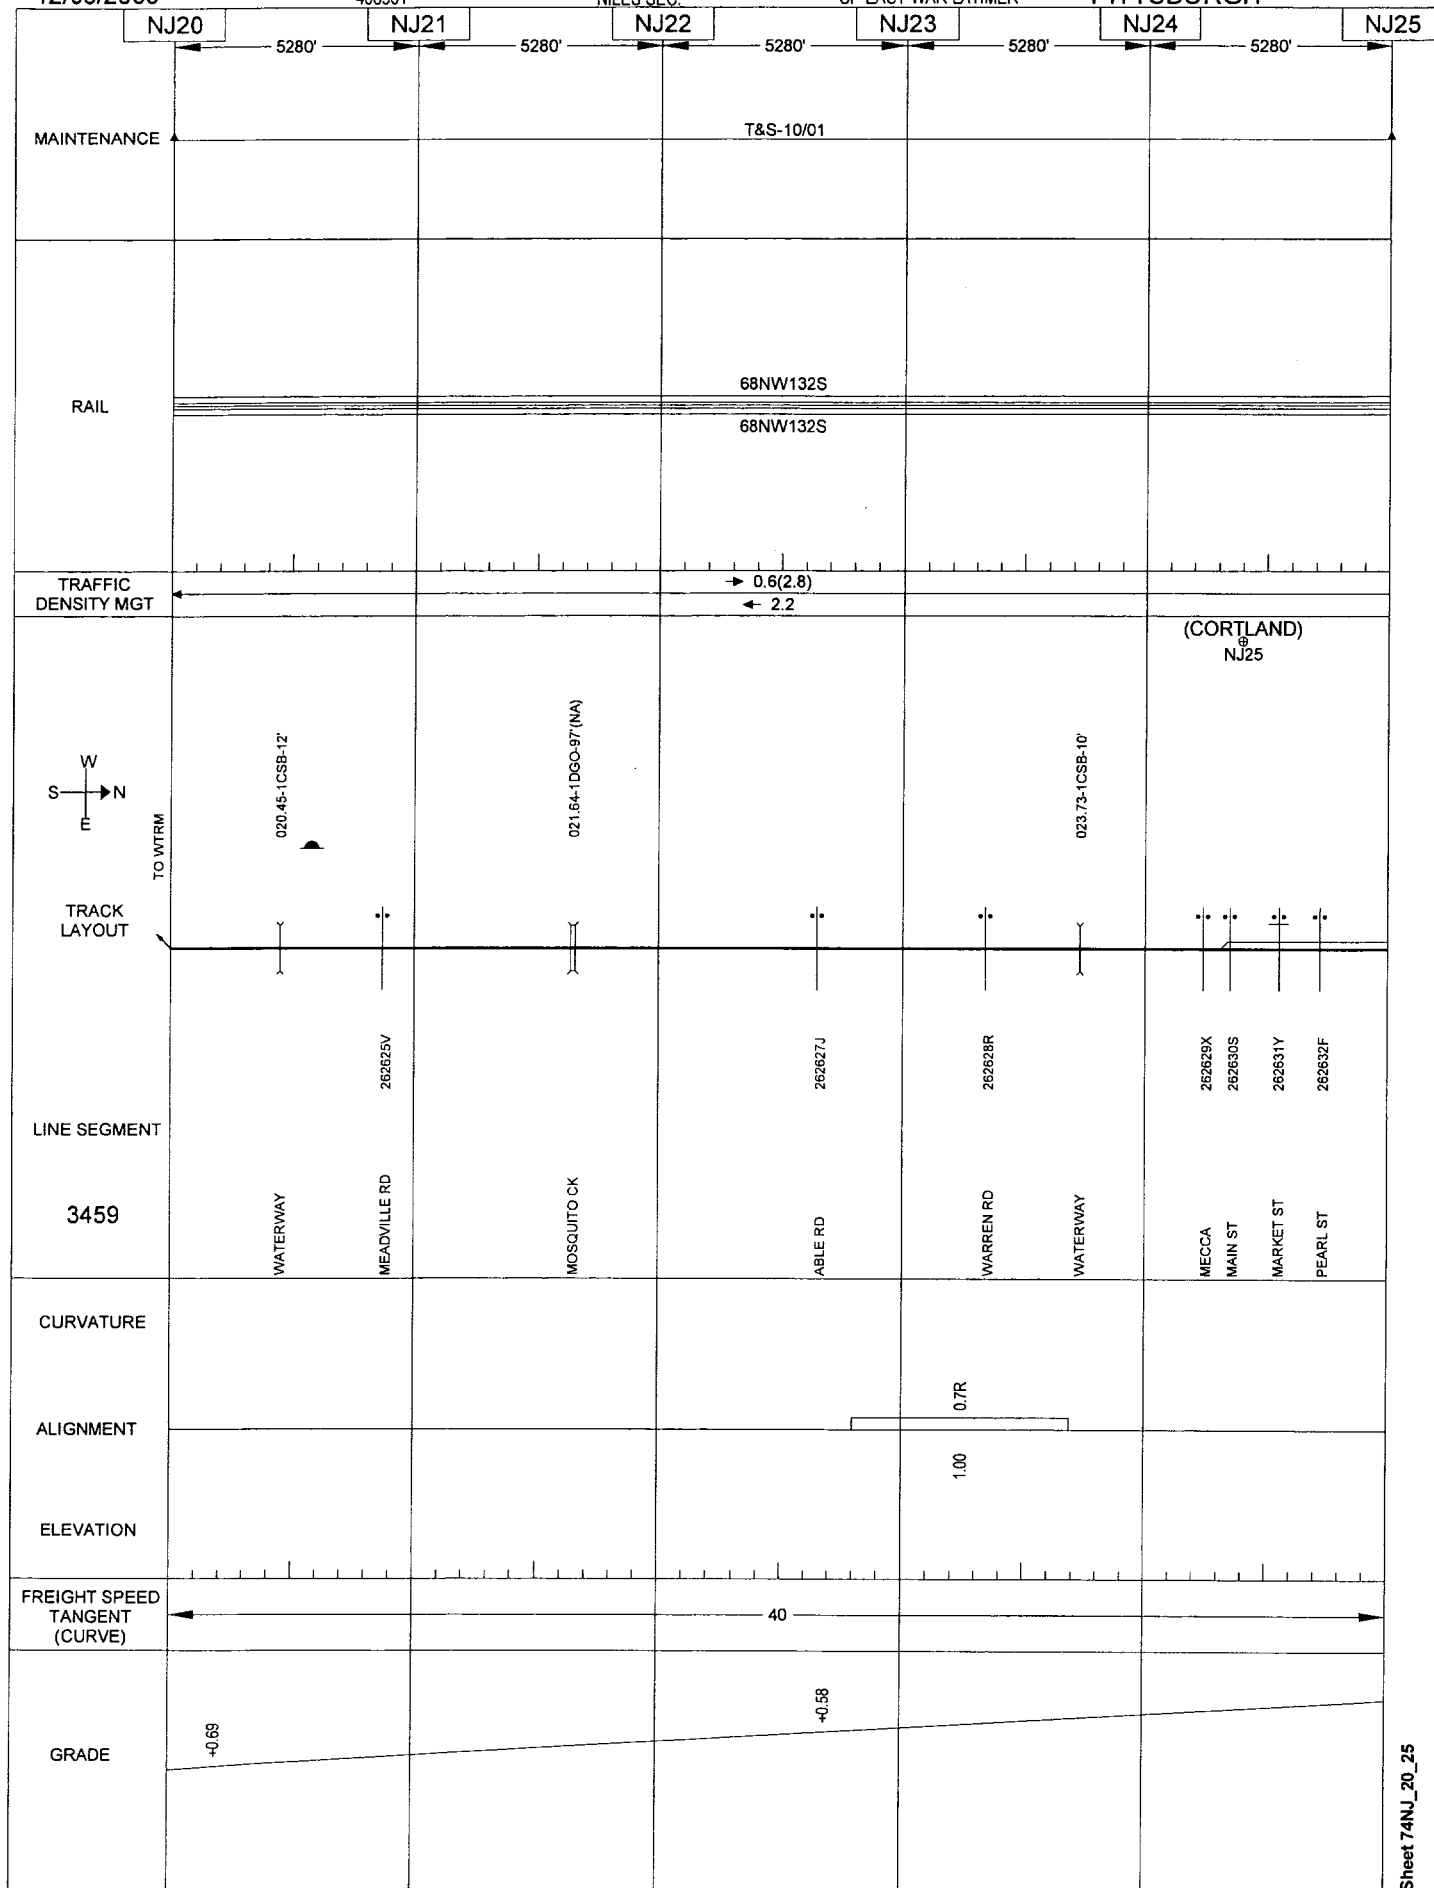 PITTSBURGH
NJ20 NJ21 NJ22 NJ23 NJ24 NJ25
5280' 5280' 5280' 5280' 5280'
MAINTENANCE
T&S-10/01
RAIL
68NW132S
68NW132S
TRAFFIC
DENSITY MGT
0.6(2.8)
2.2
(CORTLAND)
NJ25
W
S N
E
TO WTRM
020.45-1CSB-12'
021.64-1DGO-97'(NA)
023.73-1CSB-10'
TRACK
LAYOUT
262625V
262627J
262628R
262629X
262630S
262631Y
262632F
LINE SEGMENT
3459
WATERWAY
MEADVILLE RD
MOSQUITO CK
ABLE RD
WARREN RD
WATERWAY
MECCA
MAIN ST
MARKET ST
PEARL ST
CURVATURE
ALIGNMENT
0.7R
1.00
ELEVATION
FREIGHT SPEED
TANGENT
(CURVE)
40
GRADE
+0.69
+0.58
Sheet 74NJ_20_25